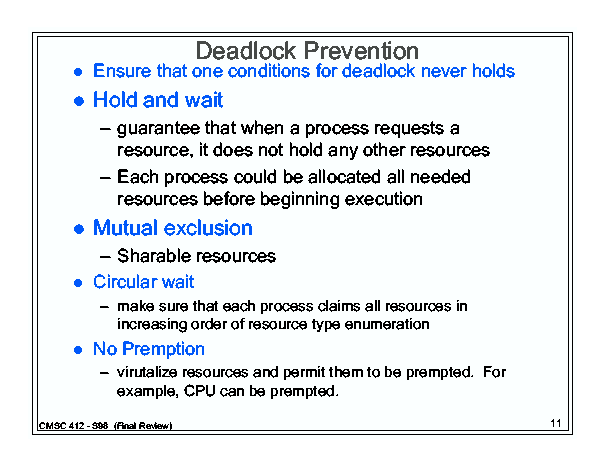 Deadlock Prevention
● Ensure that one conditions for deadlock never holds
● Hold and wait
– guarantee that when a process requests a
resource, it does not hold any other resources
– Each process could be allocated all needed
resources before beginning execution
● Mutual exclusion
– Sharable resources
● Circular wait
– make sure that each process claims all resources in
increasing order of resource type enumeration
● No Premption
– virutalize resources and permit them to be prempted.  For
example, CPU can be prempted.
CMSC 412 - S98  (Final Review)
11